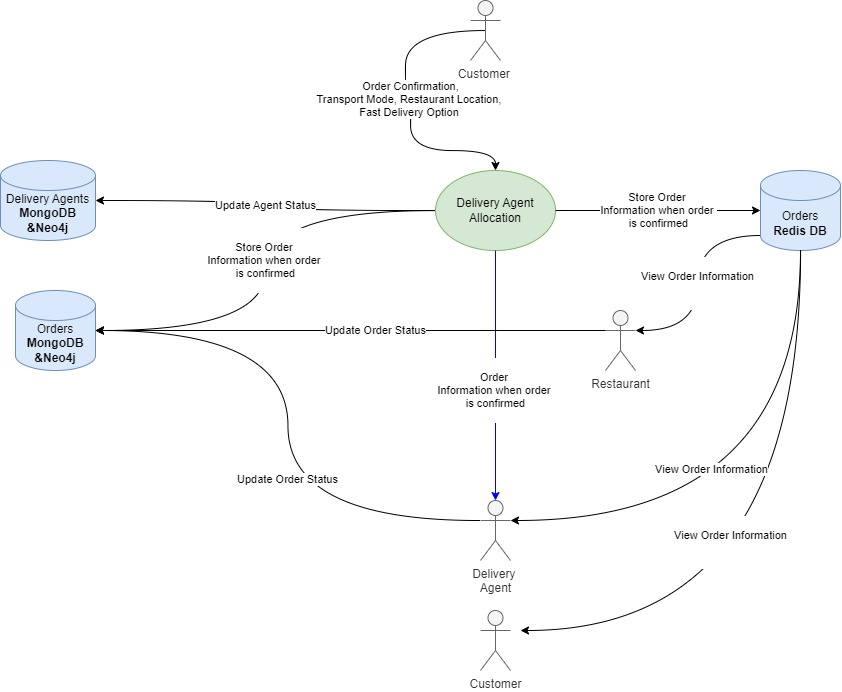 Customer
Order Confirmation,
Transport Mode, Restaurant Location,
Fast Delivery Option
Delivery Agents
MongoDB
&Neo4j
Update Agent Status
Delivery Agent
Allocation
Store Order
Information when order
is confirmed
Orders
Redis DB
Store Order
Information when order
is confirmed
View Order Information
Orders
MongoDB
&Neo4j
Update Order Status
Restaurant
Order
Information when order
is confirmed
View Order Information
Update Order Status
View Order Information
Delivery
Agent
Customer